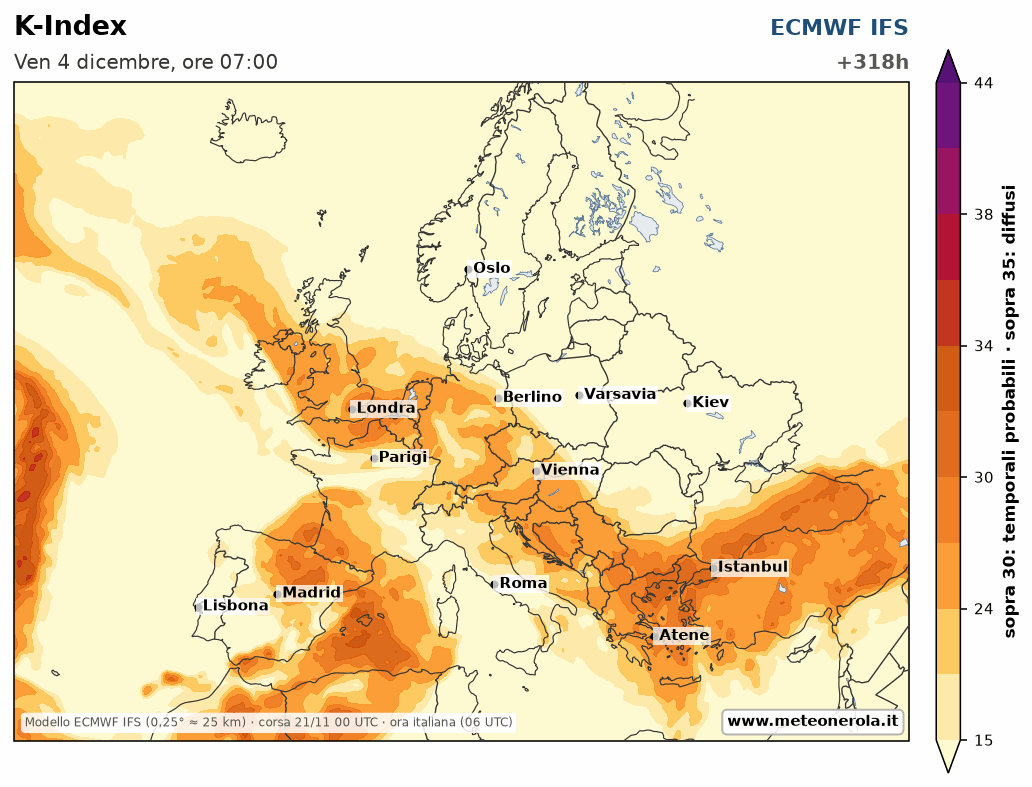 K-Index
ECMWF IFS
Ven 4 dicembre, ore 07:00
+318h
44
38
34
30
24
15
sopra 30: temporali probabili · sopra 35: diffusi
Oslo
Berlino
Varsavia
Kiev
Londra
Parigi
Vienna
Istanbul
Roma
Madrid
Lisbona
Atene
Modello ECMWF IFS (0,25° ≈ 25 km) · corsa 21/11 00 UTC · ora italiana (06 UTC)
www.meteonerola.it